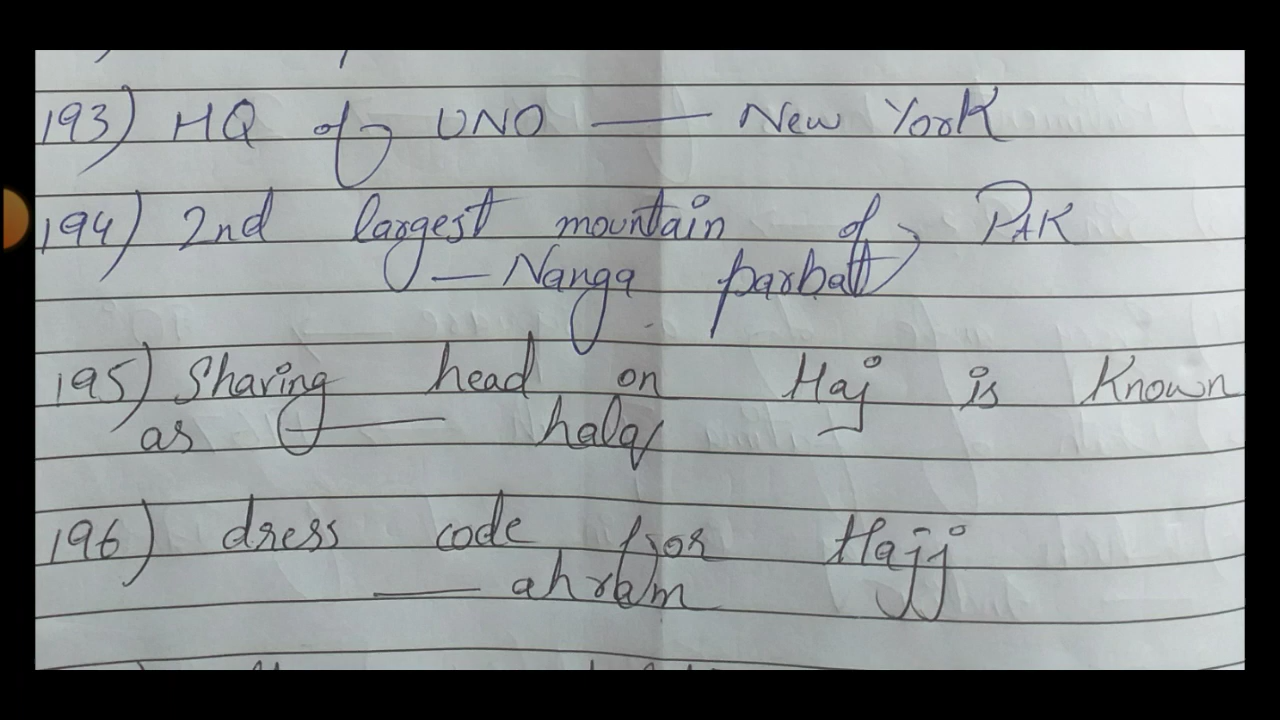 193) HQ of UNO — New York
194) 2nd largest mountain of PAK
— Nanga parbatt
195) Sharing head on Haj is Known
as — halq
196) dress code for Hajj
— ahram